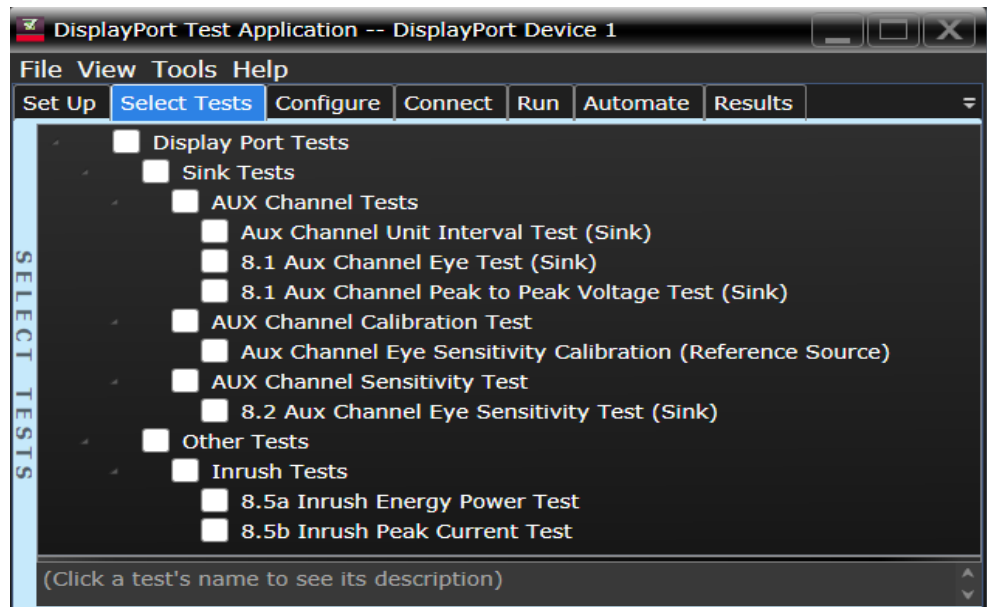 DisplayPort Test Application -- DisplayPort Device 1
File View Tools Help
Set Up Select Tests Configure Connect Run Automate Results
SELECT TESTS
Display Port Tests
Sink Tests
AUX Channel Tests
Aux Channel Unit Interval Test (Sink)
8.1 Aux Channel Eye Test (Sink)
8.1 Aux Channel Peak to Peak Voltage Test (Sink)
AUX Channel Calibration Test
Aux Channel Eye Sensitivity Calibration (Reference Source)
AUX Channel Sensitivity Test
8.2 Aux Channel Eye Sensitivity Test (Sink)
Other Tests
Inrush Tests
8.5a Inrush Energy Power Test
8.5b Inrush Peak Current Test
(Click a test's name to see its description)